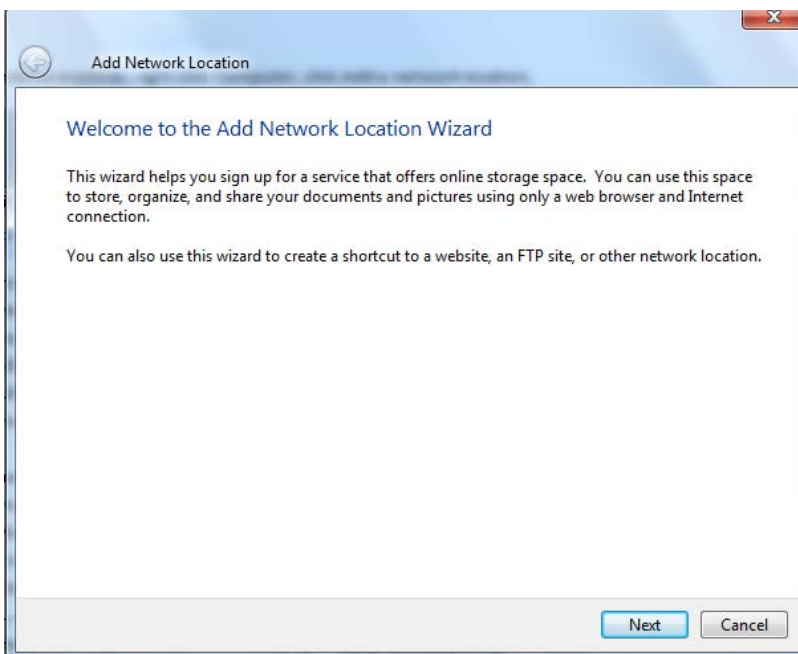 Add Network Location
Welcome to the Add Network Location Wizard
This wizard helps you sign up for a service that offers online storage space.  You can use this space
to store, organize, and share your documents and pictures using only a web browser and Internet
connection.
You can also use this wizard to create a shortcut to a website, an FTP site, or other network location.
Next Cancel